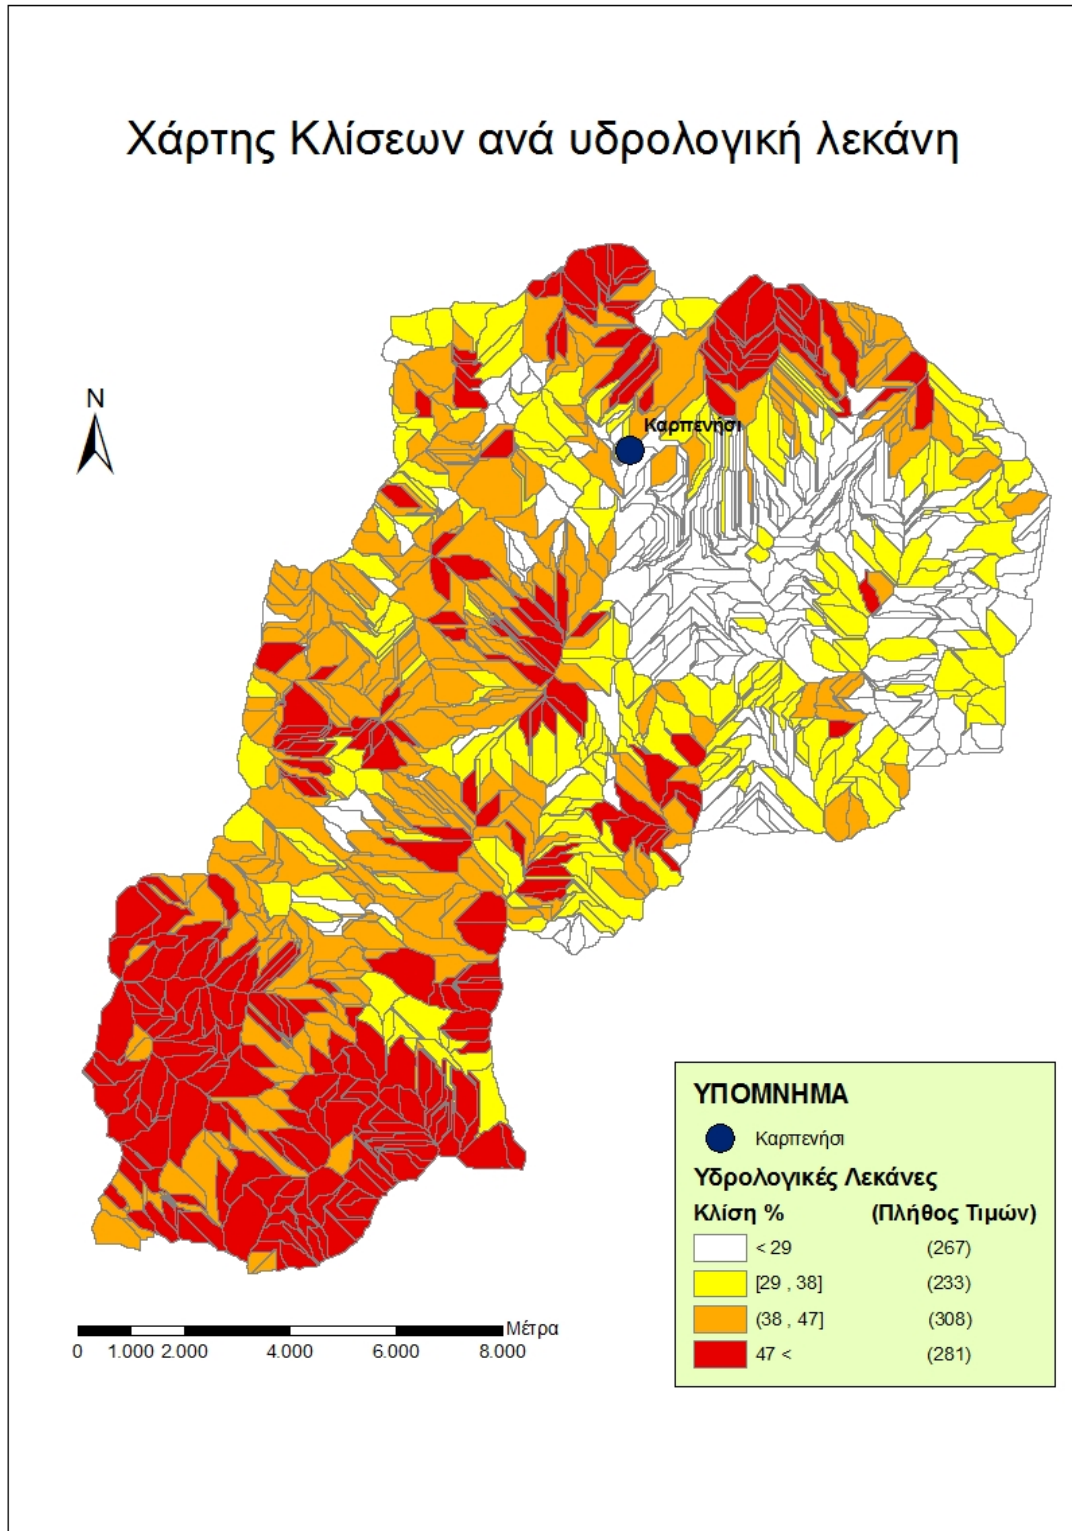 Χάρτης Κλίσεων ανά υδρολογική λεκάνη
N
Καρπενήσι
ΥΠΟΜΝΗΜΑ
Καρπενήσι
Υδρολογικές Λεκάνες
Κλίση % (Πλήθος Τιμών)
< 29 (267)
[29 , 38] (233)
(38 , 47] (308)
47 < (281)
Μέτρα
0 1.000 2.000 4.000 6.000 8.000